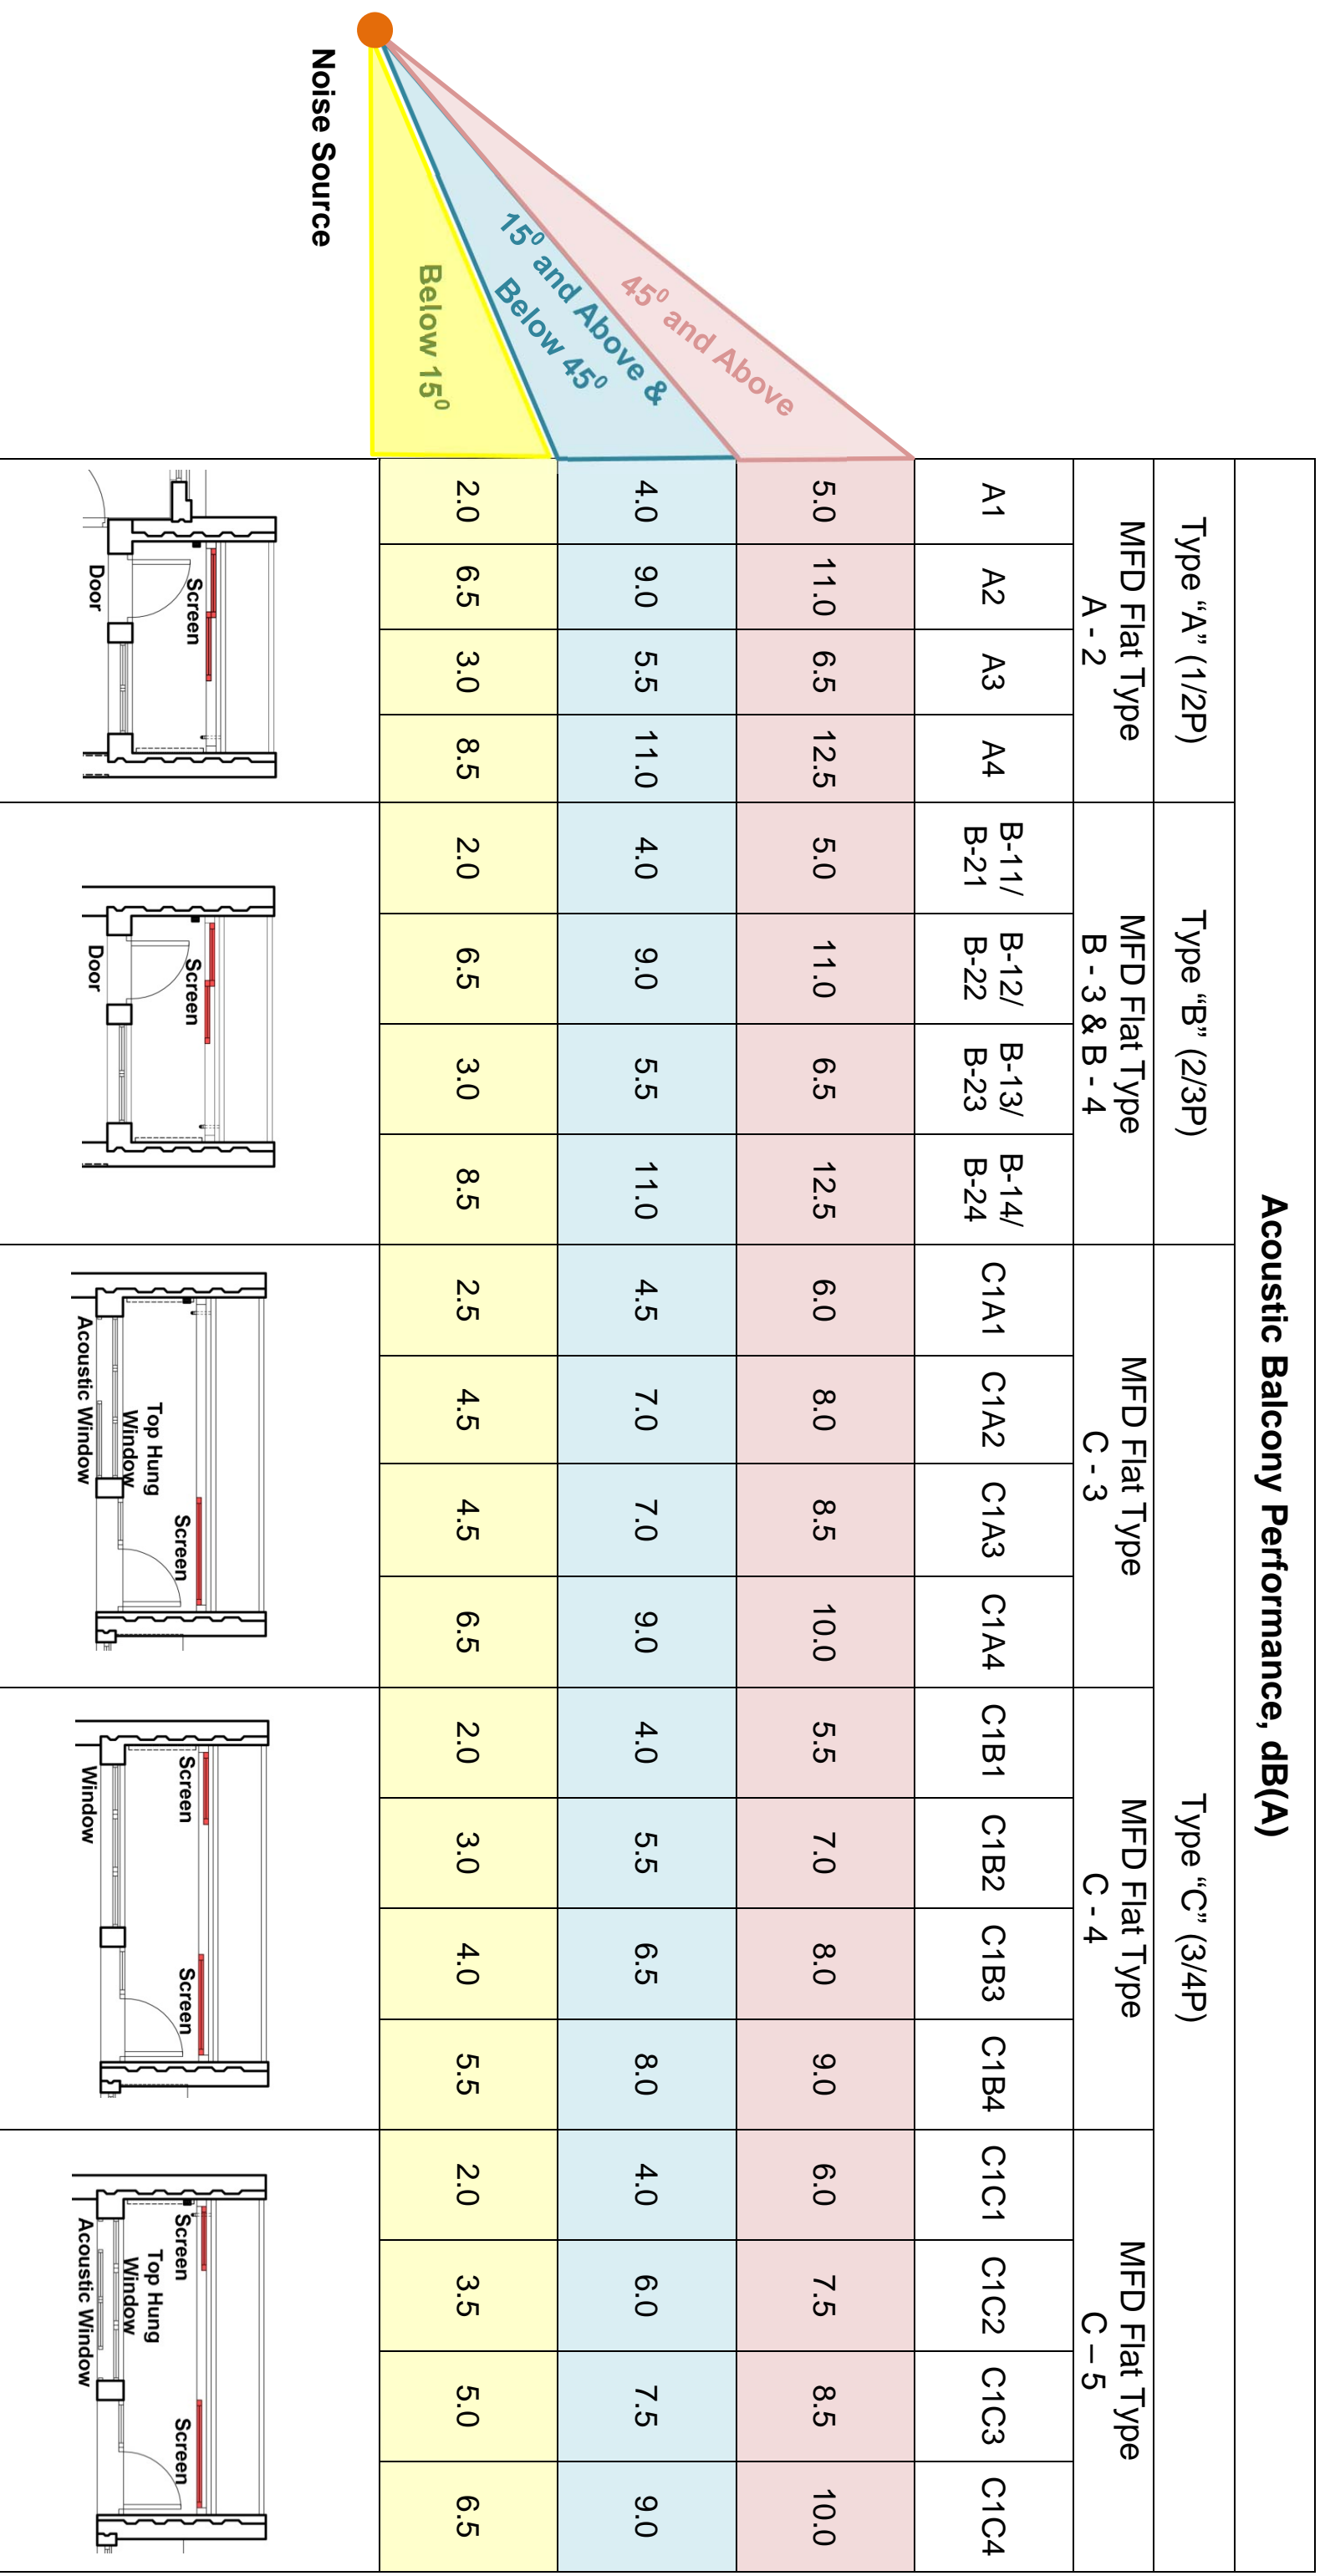 Acoustic Balcony Performance, dB(A)
Type “A” (1/2P) Type “B” (2/3P) Type “C” (3/4P)
MFD Flat Type
A - 2
MFD Flat Type
B - 3 & B - 4
MFD Flat Type
C - 3
MFD Flat Type
C - 4
MFD Flat Type
C – 5
A1 A2 A3 A4 B-11/ B-12/ B-13/ B-14/ C1A1 C1A2 C1A3 C1A4 C1B1 C1B2 C1B3 C1B4 C1C1 C1C2 C1C3 C1C4
B-21 B-22 B-23 B-24
45⁰ and Above
5.0 11.0 6.5 12.5 5.0 11.0 6.5 12.5 6.0 8.0 8.5 10.0 5.5 7.0 8.0 9.0 6.0 7.5 8.5 10.0
15⁰ and Above &
Below 45⁰
4.0 9.0 5.5 11.0 4.0 9.0 5.5 11.0 4.5 7.0 7.0 9.0 4.0 5.5 6.5 8.0 4.0 6.0 7.5 9.0
Below 15⁰
2.0 6.5 3.0 8.5 2.0 6.5 3.0 8.5 2.5 4.5 4.5 6.5 2.0 3.0 4.0 5.5 2.0 3.5 5.0 6.5
Noise Source
Screen
Door
Screen
Door
Screen
Top Hung
Window
Acoustic Window
Screen
Screen
Window
Screen
Screen
Top Hung
Window
Acoustic Window